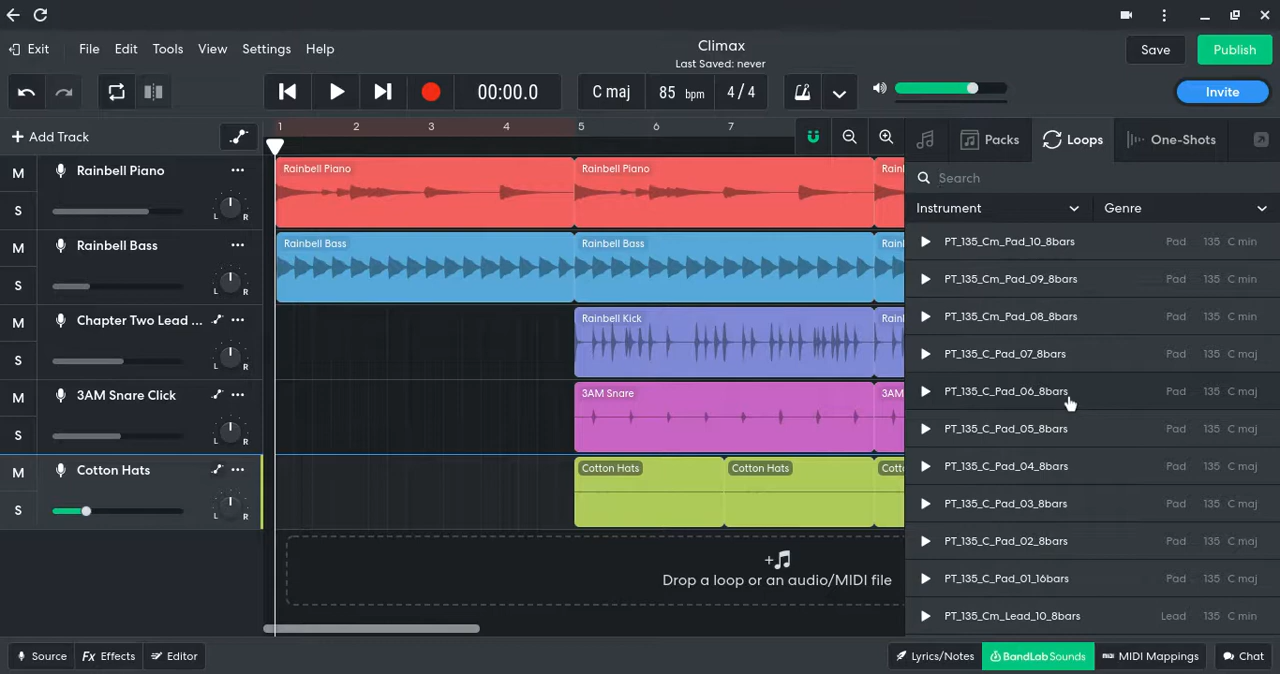 Exit File Edit Tools View Settings Help
Climax
Last Saved: never
Save Publish
00:00.0 C maj 85 bpm 4 / 4 Invite
+ Add Track
1 2 3 4 5 6 7
Packs Loops One-Shots
Search
Instrument Genre
M Rainbell Piano •••
S L R
M Rainbell Bass •••
S L R
M Chapter Two Lead ... •••
S L R
M 3AM Snare Click •••
S L R
M Cotton Hats •••
S L R
Rainbell Piano Rainbell Piano Rain
Rainbell Bass Rainbell Bass Rainl
Rainbell Kick Rainl
3AM Snare 3AM
Cotton Hats Cotton Hats Cotto
+
Drop a loop or an audio/MIDI file
PT_135_Cm_Pad_10_8bars Pad 135 C min
PT_135_Cm_Pad_09_8bars Pad 135 C min
PT_135_Cm_Pad_08_8bars Pad 135 C min
PT_135_C_Pad_07_8bars Pad 135 C maj
PT_135_C_Pad_06_8bars Pad 135 C maj
PT_135_C_Pad_05_8bars Pad 135 C maj
PT_135_C_Pad_04_8bars Pad 135 C maj
PT_135_C_Pad_03_8bars Pad 135 C maj
PT_135_C_Pad_02_8bars Pad 135 C maj
PT_135_C_Pad_01_16bars Pad 135 C maj
PT_135_Cm_Lead_10_8bars Lead 135 C min
Source Fx Effects Editor Lyrics/Notes BandLab Sounds MIDI Mappings Chat